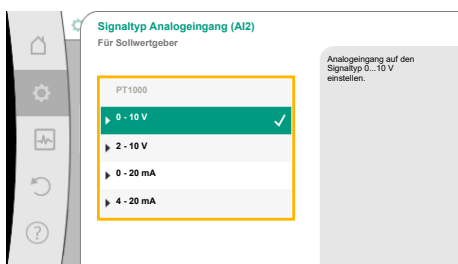 Signaltyp Analogeingang (AI2)
Für Sollwertgeber
PT1000
0 - 10 V
2 - 10 V
0 - 20 mA
4 - 20 mA
Analogeingang auf den
Signaltyp 0...10 V
einstellen.
?